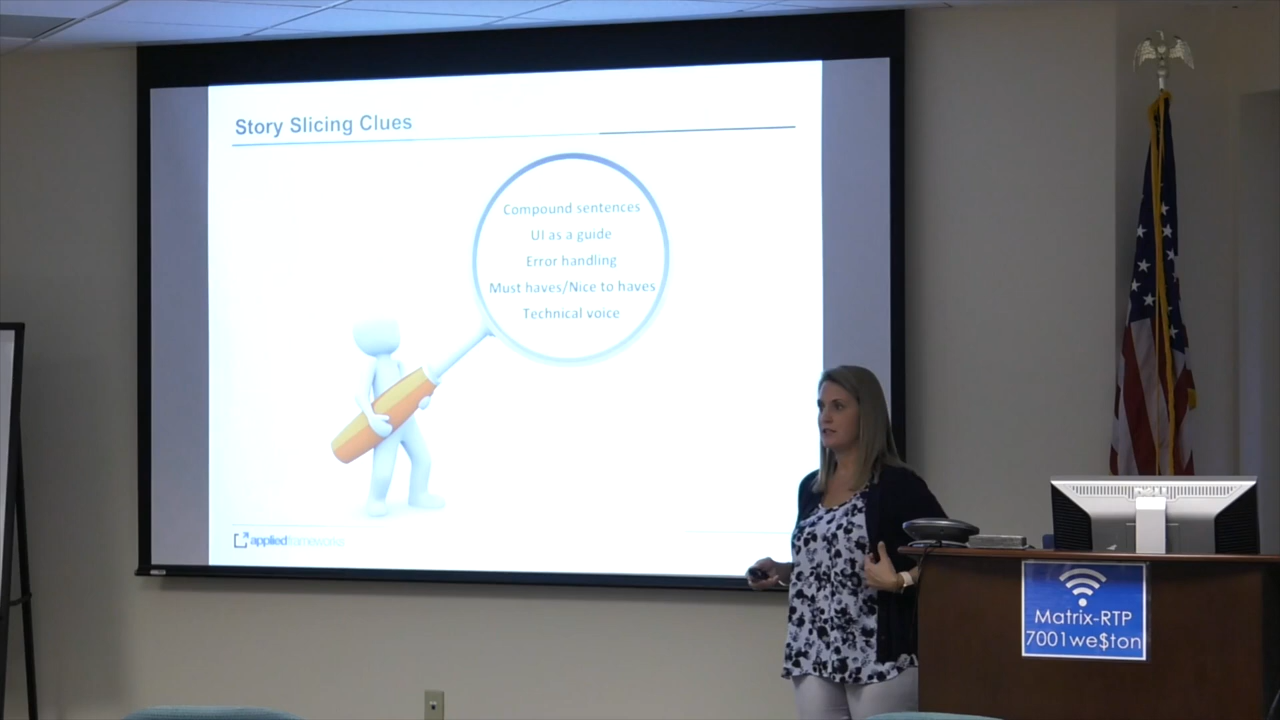 Story Slicing Clues
Compound sentences
UI as a guide
Error handling
Must haves/Nice to haves
Technical voice
appliedframeworks
Matrix-RTP
7001we$ton